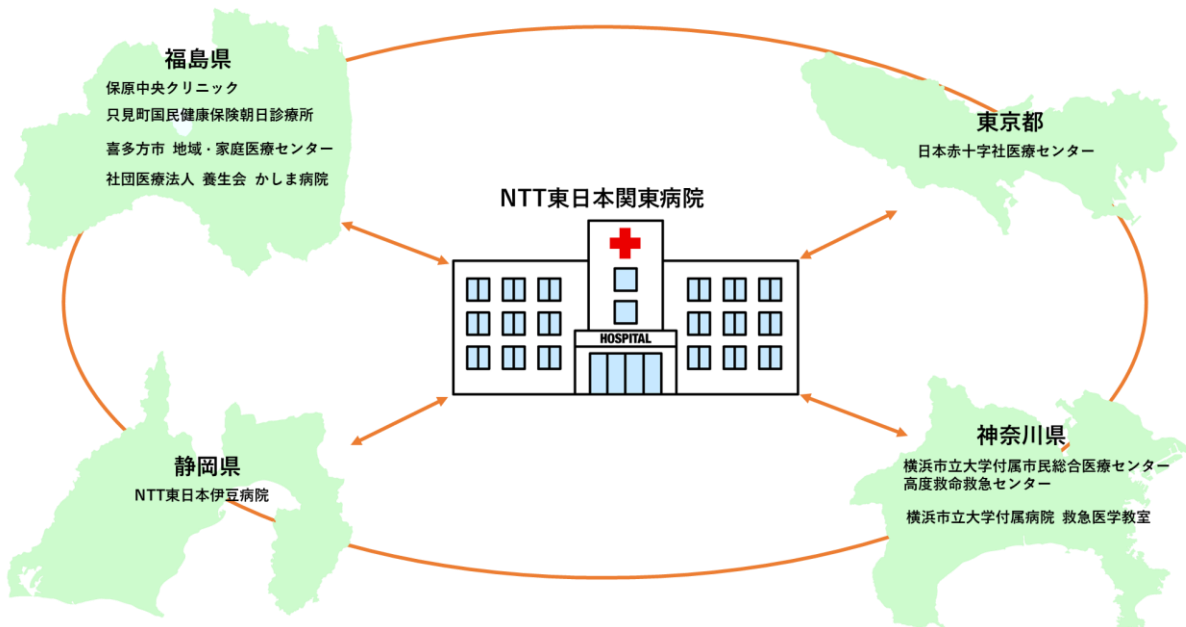 福島県
保原中央クリニック
只見町国民健康保険朝日診療所
喜多方市 地域・家庭医療センター
社団医療法人 養生会 かしま病院
東京都
日本赤十字社医療センター
NTT東日本関東病院
HOSPITAL
静岡県
NTT東日本伊豆病院
神奈川県
横浜市立大学付属市民総合医療センター
高度救命救急センター
横浜市立大学付属病院 救急医学教室